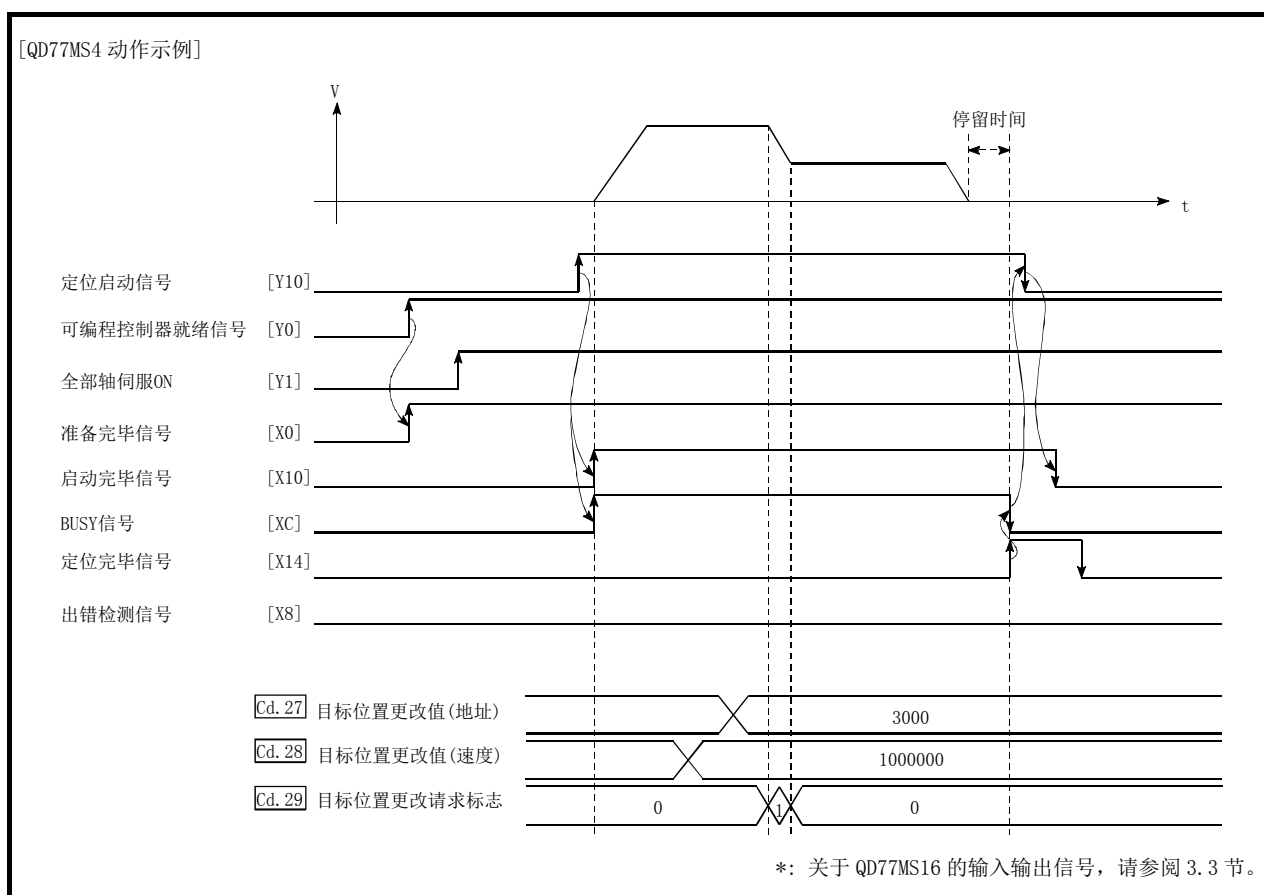 [QD77MS4 动作示例]
V
停留时间
t
定位启动信号 [Y10]
可编程控制器就绪信号 [Y0]
全部轴伺服ON [Y1]
准备完毕信号 [X0]
启动完毕信号 [X10]
BUSY信号 [XC]
定位完毕信号 [X14]
出错检测信号 [X8]
Cd.27 目标位置更改值(地址) 3000
Cd.28 目标位置更改值(速度) 1000000
Cd.29 目标位置更改请求标志 0 1 0
*: 关于 QD77MS16 的输入输出信号，请参阅 3.3 节。